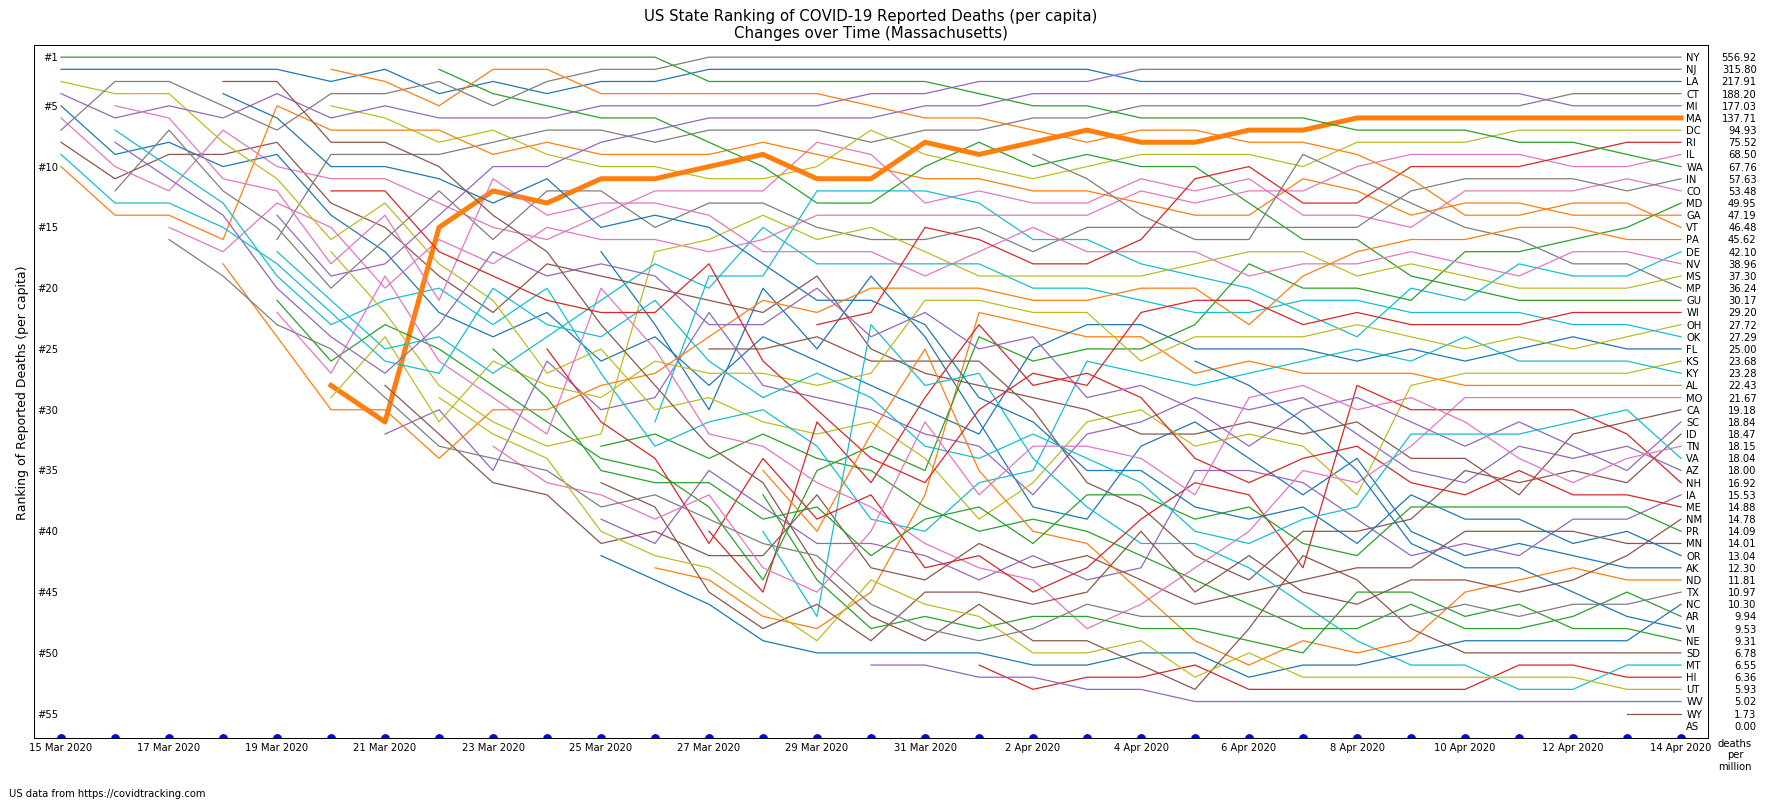 US State Ranking of COVID-19 Reported Deaths (per capita)
Changes over Time (Massachusetts)
Ranking of Reported Deaths (per capita)
#1
#5
#10
#15
#20
#25
#30
#35
#40
#45
#50
#55
NY 556.92
NJ 315.80
LA 217.91
CT 188.20
MI 177.03
MA 137.71
DC 94.93
RI 75.52
IL 68.50
WA 67.76
IN 57.63
CO 53.48
MD 49.95
GA 47.19
VT 46.48
PA 45.62
DE 42.10
NV 38.96
MS 37.30
MP 36.24
GU 30.17
WI 29.20
OH 27.72
OK 27.29
FL 25.00
KS 23.68
KY 23.28
AL 22.43
MO 21.67
CA 19.18
SC 18.84
ID 18.47
TN 18.15
VA 18.04
AZ 18.00
NH 16.92
IA 15.53
ME 14.88
NM 14.78
PR 14.09
MN 14.01
OR 13.04
AK 12.30
ND 11.81
TX 10.97
NC 10.30
AR 9.94
VI 9.53
NE 9.31
SD 6.78
MT 6.55
HI 6.36
UT 5.93
WV 5.02
WY 1.73
AS 0.00
15 Mar 2020 17 Mar 2020 19 Mar 2020 21 Mar 2020 23 Mar 2020 25 Mar 2020 27 Mar 2020 29 Mar 2020 31 Mar 2020 2 Apr 2020 4 Apr 2020 6 Apr 2020 8 Apr 2020 10 Apr 2020 12 Apr 2020 14 Apr 2020
deaths
per
million
US data from https://covidtracking.com